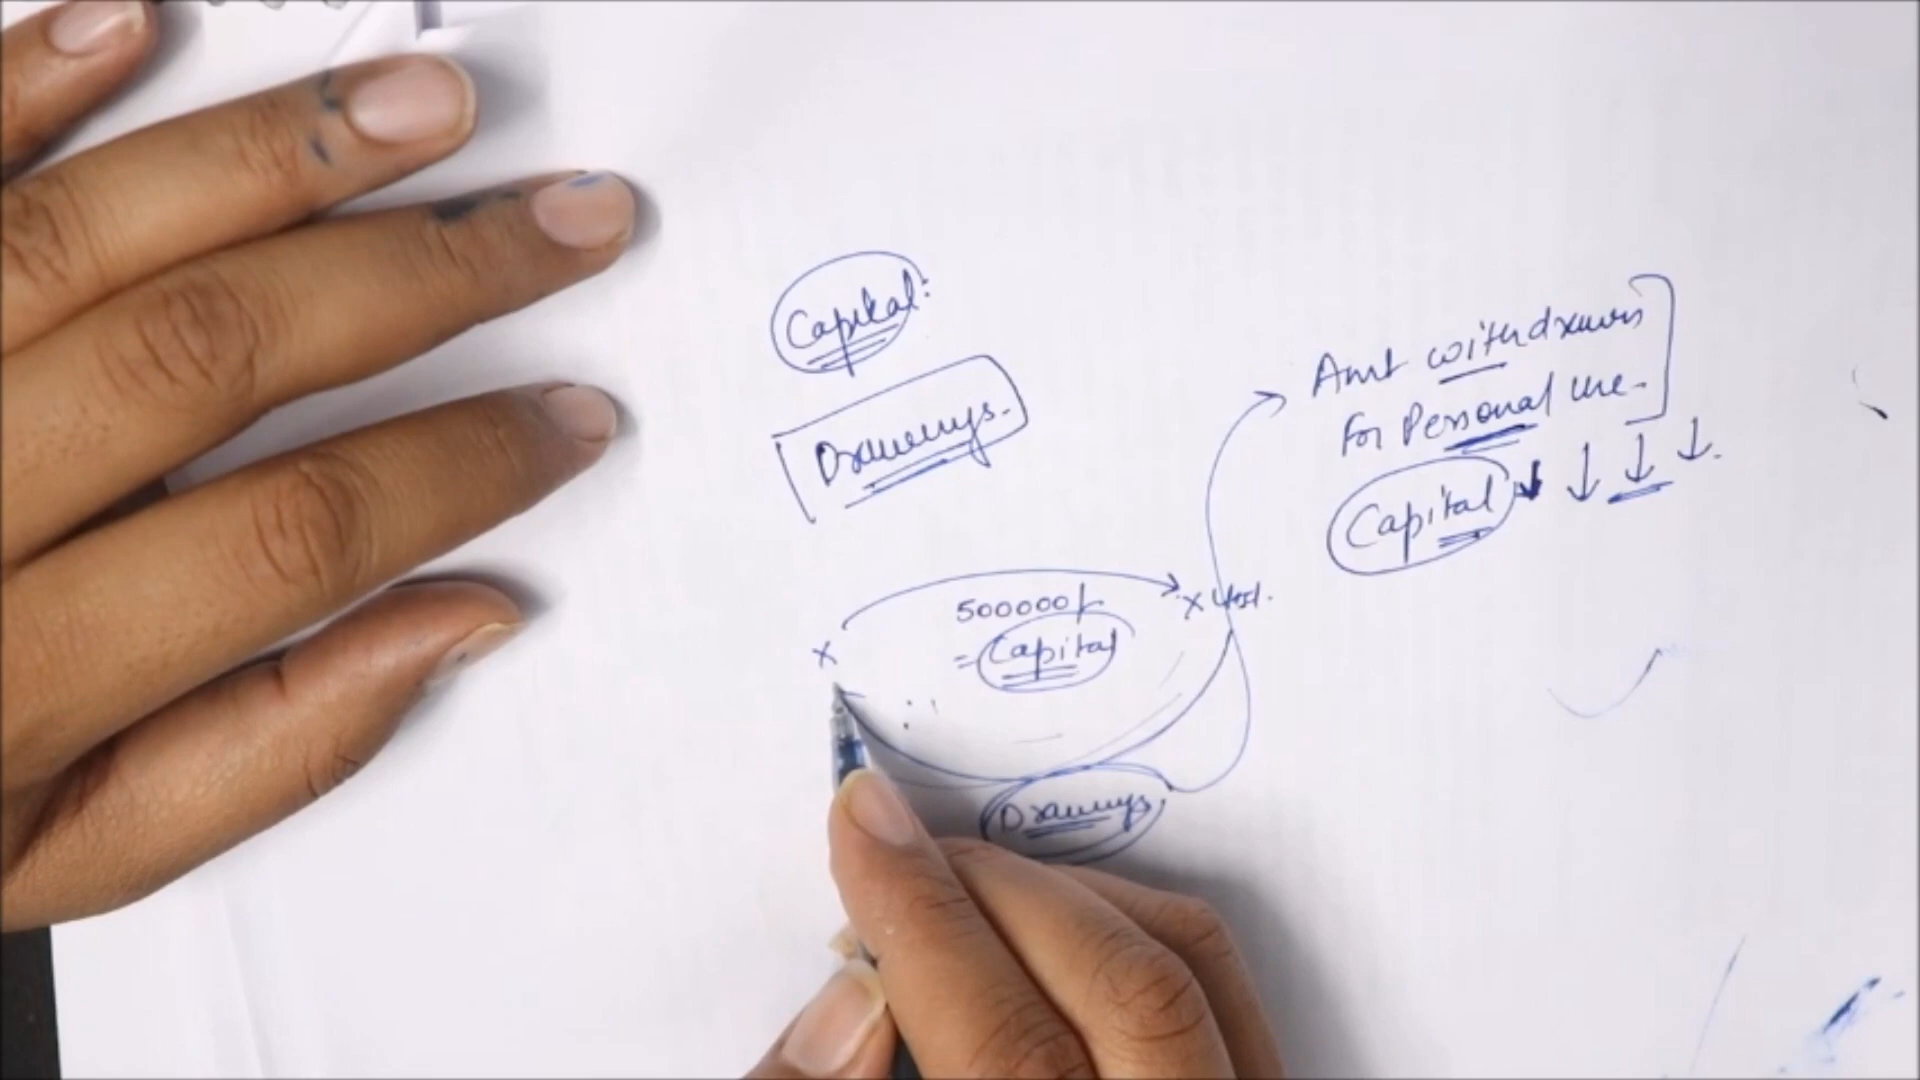 Capital:
Drawings.
Amt withdrawn
for Personal use.
Capital ↓ ↓ ↓ ↓.
500000/-
X
= Capital
Drawings